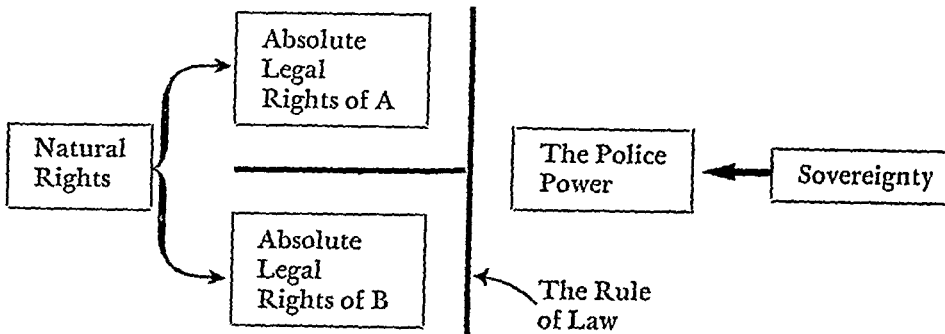 Absolute
Legal
Rights of A
Natural
Rights
The Police
Power
Sovereignty
Absolute
Legal
Rights of B
The Rule
of Law